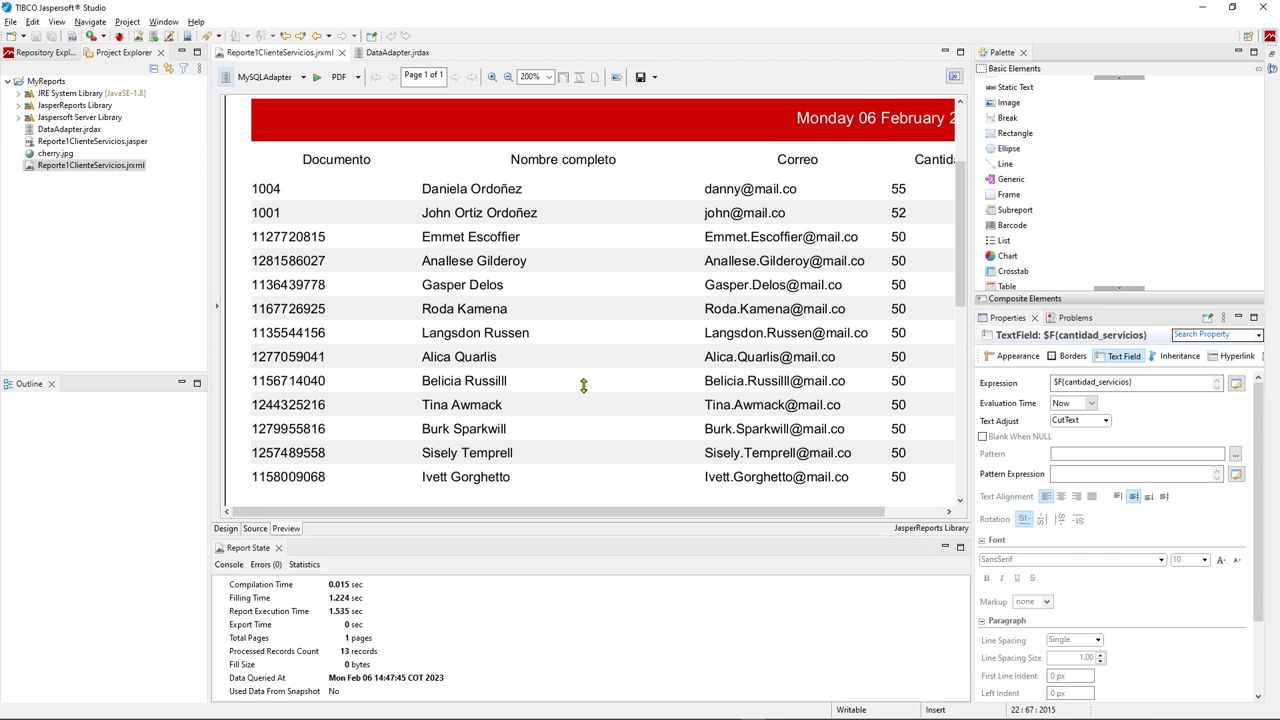 TIBCO Jaspersoft® Studio
File Edit View Navigate Project Window Help
Repository Expl... Project Explorer
MyReports
JRE System Library [JavaSE-1.8]
JasperReports Library
Jaspersoft Server Library
DataAdapter.jrdax
Reporte1ClienteServicios.jasper
cherry.jpg
Reporte1ClienteServicios.jrxml
Outline
Reporte1ClienteServicios.jrxml DataAdapter.jrdax
MySQLAdapter PDF Page 1 of 1 200%
Monday 06 February 2
Documento Nombre completo Correo Cantida
1004 Daniela Ordoñez danny@mail.co 55
1001 John Ortiz Ordoñez john@mail.co 52
1127720815 Emmet Escoffier Emmet.Escoffier@mail.co 50
1281586027 Anallese Gilderoy Anallese.Gilderoy@mail.co 50
1136439778 Gasper Delos Gasper.Delos@mail.co 50
1167726925 Roda Kamena Roda.Kamena@mail.co 50
1135544156 Langsdon Russen Langsdon.Russen@mail.co 50
1277059041 Alica Quarlis Alica.Quarlis@mail.co 50
1156714040 Belicia Russilll Belicia.Russilll@mail.co 50
1244325216 Tina Awmack Tina.Awmack@mail.co 50
1279955816 Burk Sparkwill Burk.Sparkwill@mail.co 50
1257489558 Sisely Temprell Sisely.Temprell@mail.co 50
1158009068 Ivett Gorghetto Ivett.Gorghetto@mail.co 50
Design Source Preview JasperReports Library
Report State
Console Errors (0) Statistics
Compilation Time 0.015 sec
Filling Time 1.224 sec
Report Execution Time 1.535 sec
Export Time 0 sec
Total Pages 1 pages
Processed Records Count 13 records
Fill Size 0 bytes
Data Queried At Mon Feb 06 14:47:45 COT 2023
Used Data From Snapshot No
Palette
Basic Elements
Static Text
Image
Break
Rectangle
Ellipse
Line
Generic
Frame
Subreport
Barcode
List
Chart
Crosstab
Table
Composite Elements
Properties Problems
TextField: $F{cantidad_servicios} Search Property
Appearance Borders Text Field Inheritance Hyperlink
Expression $F{cantidad_servicios}
Evaluation Time Now
Text Adjust CutText
Blank When NULL
Pattern ...
Pattern Expression
Text Alignment
Rotation
Font
SansSerif 10 A+ A-
B I U S
Markup none
Paragraph
Line Spacing Single
Line Spacing Size 1.00
First Line Indent 0 px
Left Indent 0 px
Writable Insert 22 : 67 : 2015